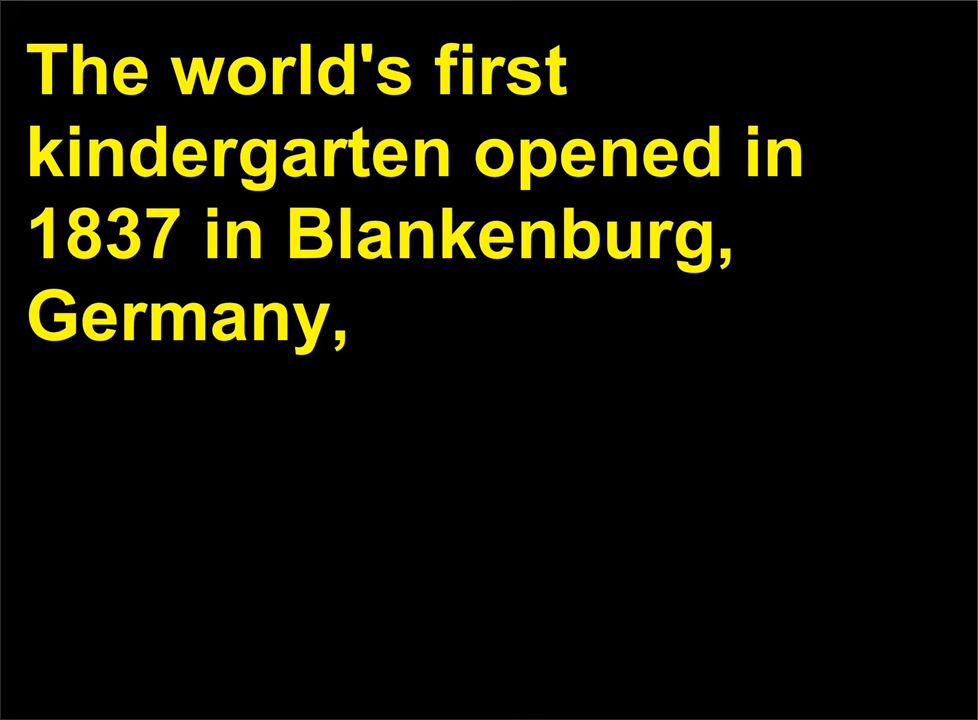 The world's first
kindergarten opened in
1837 in Blankenburg,
Germany,